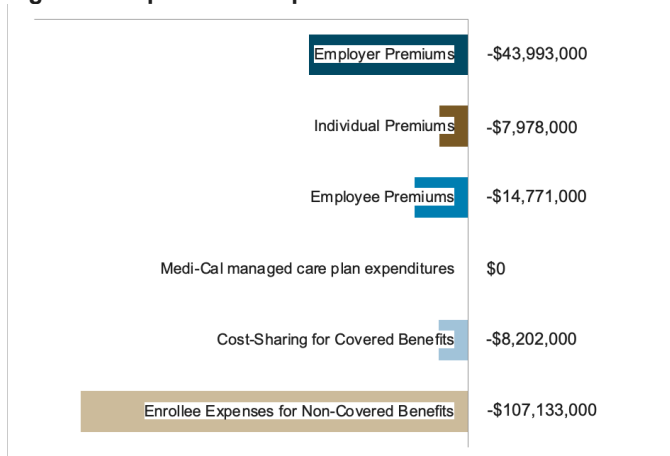 Employer Premiums -$43,993,000
Individual Premiums -$7,978,000
Employee Premiums -$14,771,000
Medi-Cal managed care plan expenditures $0
Cost-Sharing for Covered Benefits -$8,202,000
Enrollee Expenses for Non-Covered Benefits -$107,133,000